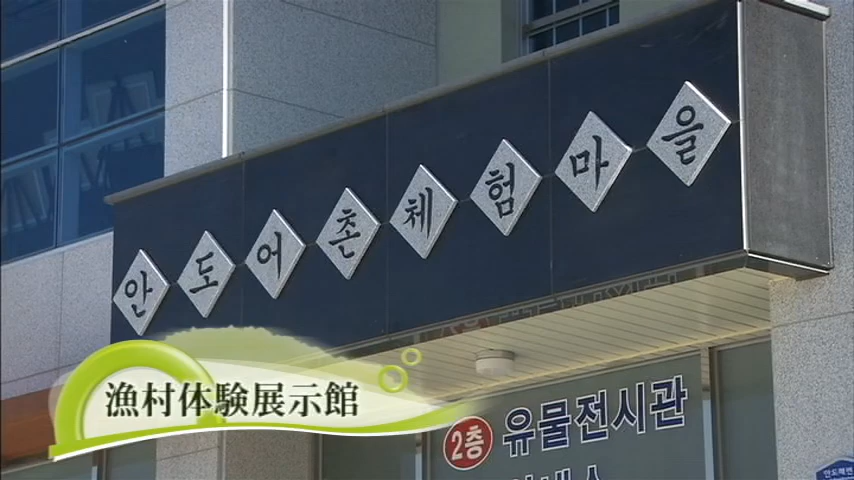 안도어촌체험마을
漁村体験展示館
2층 유물전시관